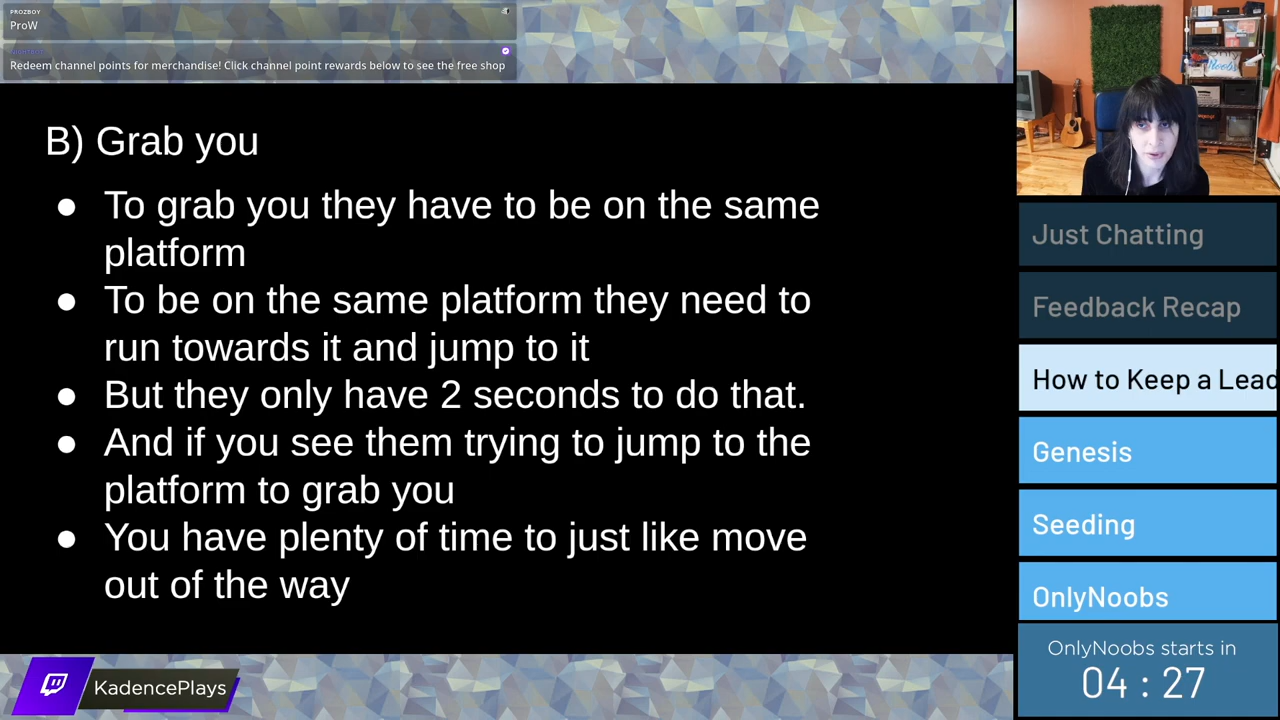 PROZBOY
ProW
Redeem channel points for merchandise! Click channel point rewards below to see the free shop
B) Grab you
● To grab you they have to be on the same
platform
● To be on the same platform they need to
run towards it and jump to it
● But they only have 2 seconds to do that.
● And if you see them trying to jump to the
platform to grab you
● You have plenty of time to just like move
out of the way
KadencePlays
Just Chatting
Feedback Recap
How to Keep a Lead
Genesis
Seeding
OnlyNoobs
OnlyNoobs starts in
04 : 27